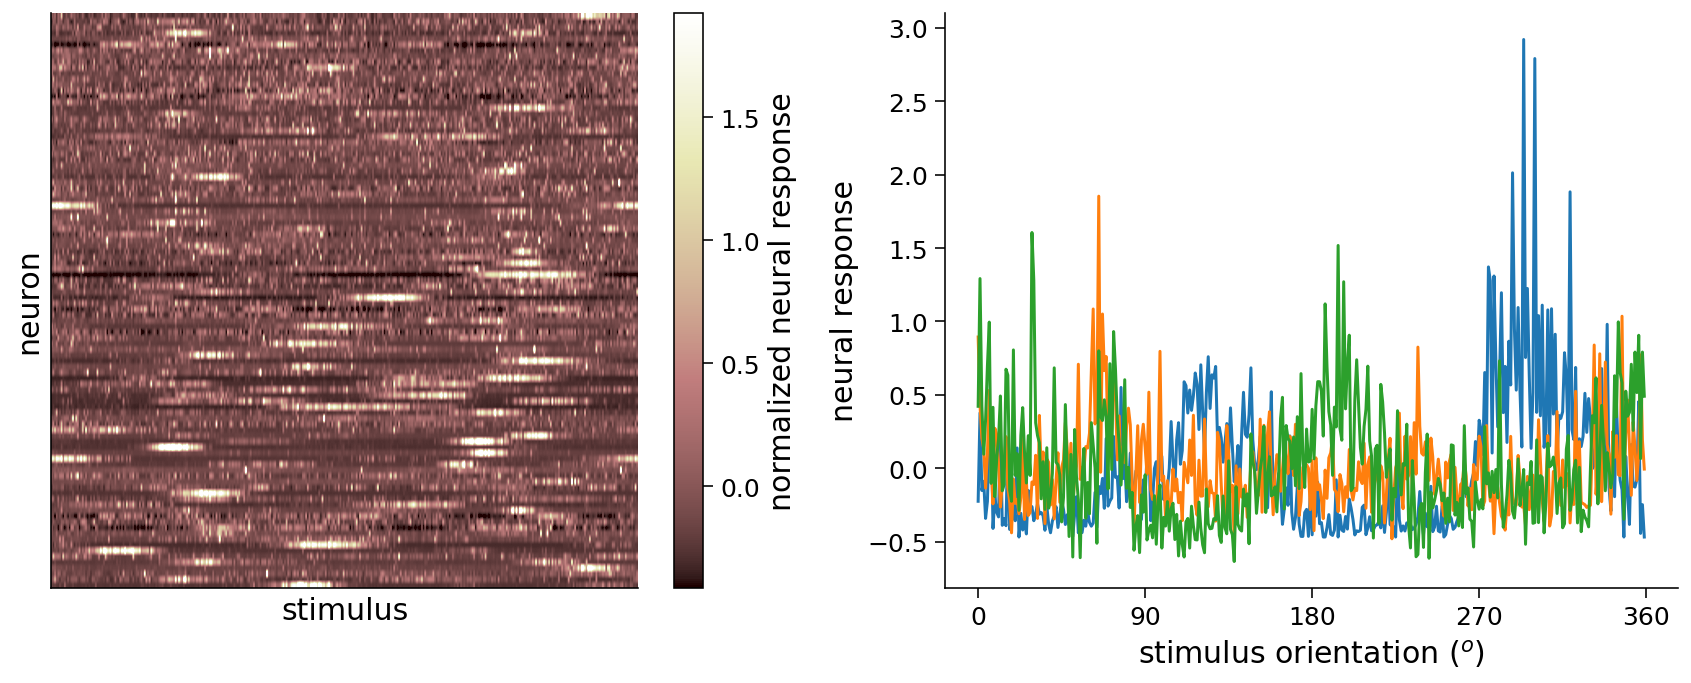 neuron
stimulus
1.5
1.0
0.5
0.0
normalized neural response
neural response
3.0
2.5
2.0
1.5
1.0
0.5
0.0
−0.5
0 90 180 270 360
stimulus orientation (°)